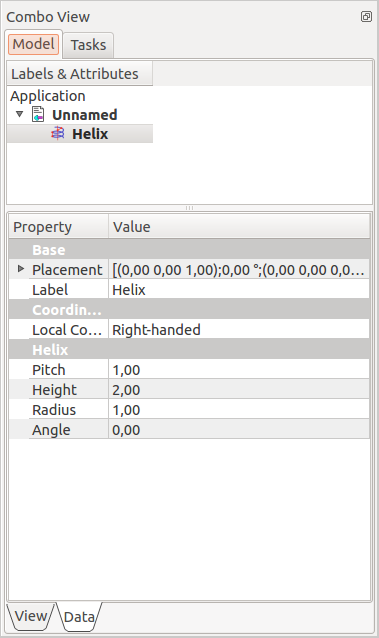 Combo View
Model Tasks
Labels & Attributes
Application
Unnamed
Helix
Property Value
Base
Placement [(0,00 0,00 1,00);0,00 °;(0,00 0,00 0,0...
Label Helix
Coordin...
Local Co... Right-handed
Helix
Pitch 1,00
Height 2,00
Radius 1,00
Angle 0,00
View Data